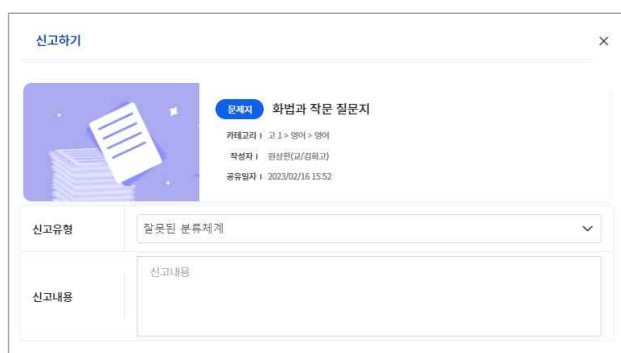 신고하기
문제지 화법과 작문 질문지
카테고리 | 고 1 > 영어 > 영어
작성자 | 원상현(교/김화고)
공유일자 | 2023/02/16 15:52
신고유형 잘못된 분류체계
신고내용
신고내용